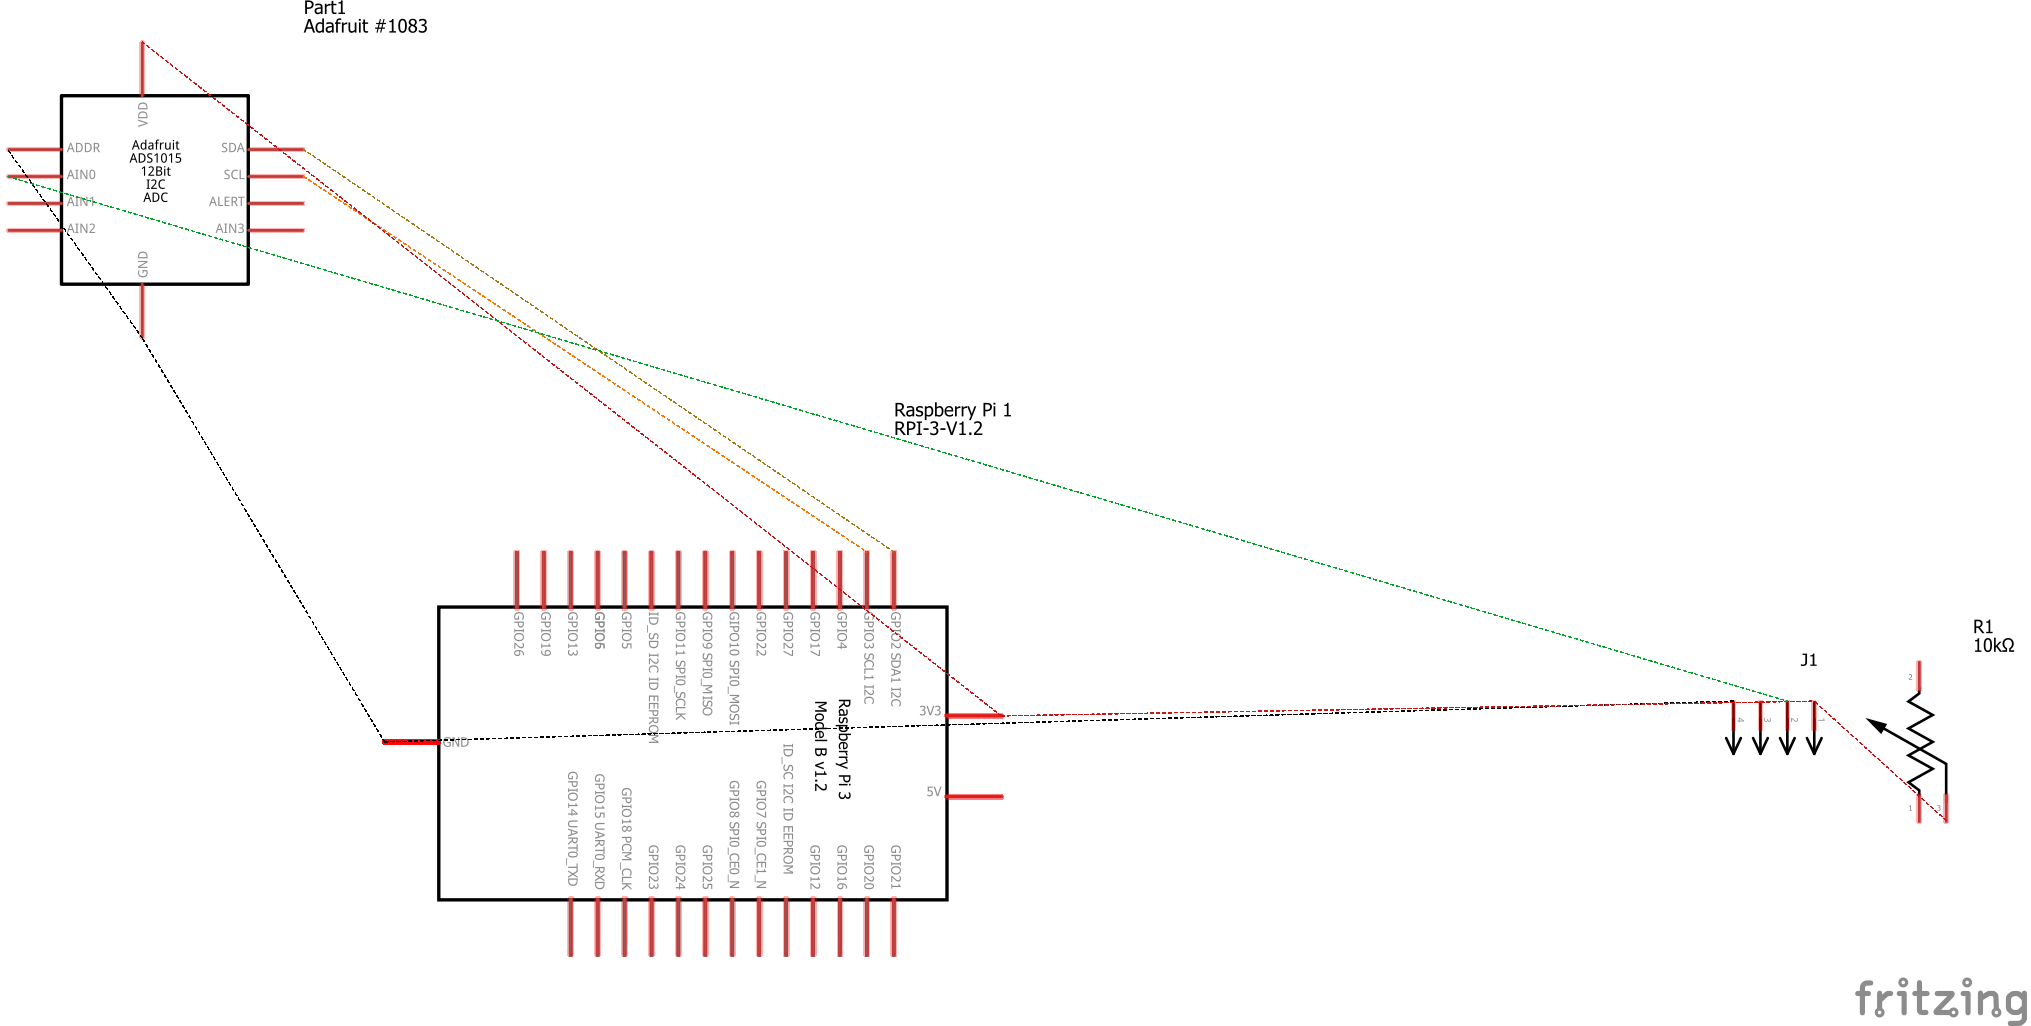 Part1
Adafruit #1083
VDD
Adafruit
ADS1015
12Bit
I2C
ADC
ADDR
AIN0
AIN1
AIN2
SDA
SCL
ALERT
AIN3
GND
Raspberry Pi 1
RPI-3-V1.2
GPIO26
GPIO19
GPIO13
GPIO6
GPIO5
ID_SD I2C ID EEPROM
GPIO11 SPI0_SCLK
GPIO9 SPI0_MISO
GIPO10 SPI0_MOSI
GPIO22
GPIO27
GPIO17
GPIO4
GPIO3 SCL1 I2C
GPIO2 SDA1 I2C
Raspberry Pi 3
Model B v1.2
3V3
5V
GND
GPIO14 UART0_TXD
GPIO15 UART0_RXD
GPIO18 PCM_CLK
GPIO23
GPIO24
GPIO25
GPIO8 SPI0_CE0_N
GPIO7 SPI0_CE1_N
ID_SC I2C ID EEPROM
GPIO12
GPIO16
GPIO20
GPIO21
J1
4
3
2
1
R1
10kΩ
2
1
3
fritzing